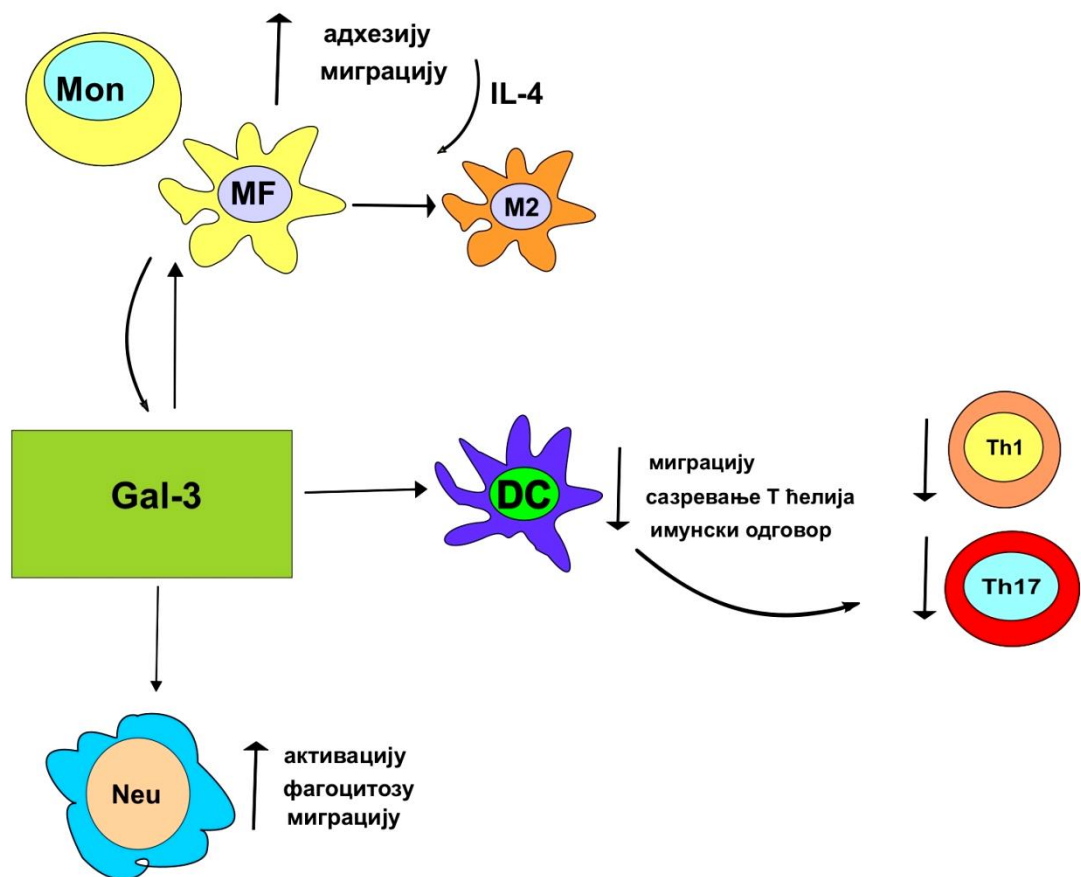 адхезију
миграцију
Mon
IL-4
MF
M2
Gal-3
DC
миграцију
сазревање Т ћелија
имунски одговор
Th1
Th17
Neu
активацију
фагоцитозу
миграцију